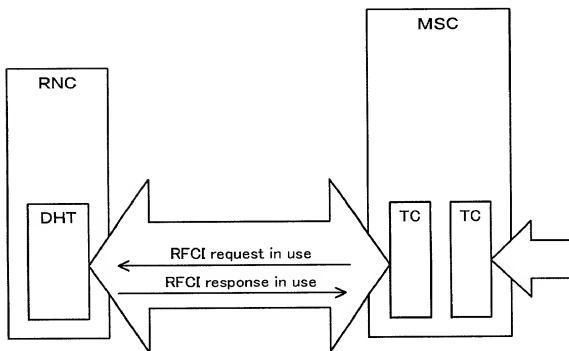 MSC
RNC
DHT
TC
TC
RFCI request in use
RFCI response in use